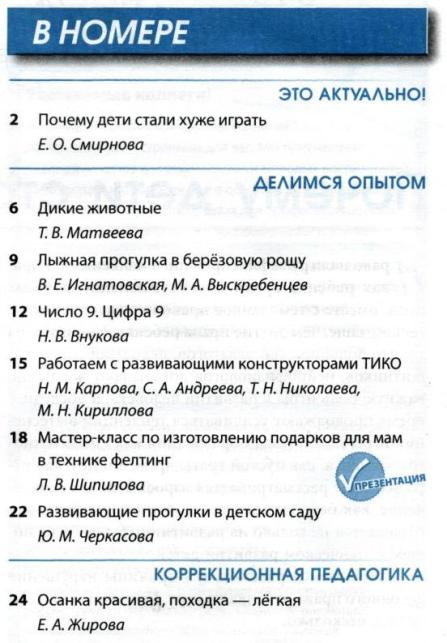 В НОМЕРЕ
ЭТО АКТУАЛЬНО!
2 Почему дети стали хуже играть
Е. О. Смирнова
ДЕЛИМСЯ ОПЫТОМ
6 Дикие животные
Т. В. Матвеева
9 Лыжная прогулка в берёзовую рощу
В. Е. Игнатовская, М. А. Выскребенцев
12 Число 9. Цифра 9
Н. В. Внукова
15 Работаем с развивающими конструкторами ТИКО
Н. М. Карпова, С. А. Андреева, Т. Н. Николаева,
М. Н. Кириллова
18 Мастер-класс по изготовлению подарков для мам
в технике фелтинг
Л. В. Шипилова
ПРЕЗЕНТАЦИЯ
22 Развивающие прогулки в детском саду
Ю. М. Черкасова
КОРРЕКЦИОННАЯ ПЕДАГОГИКА
24 Осанка красивая, походка — лёгкая
Е. А. Жирова